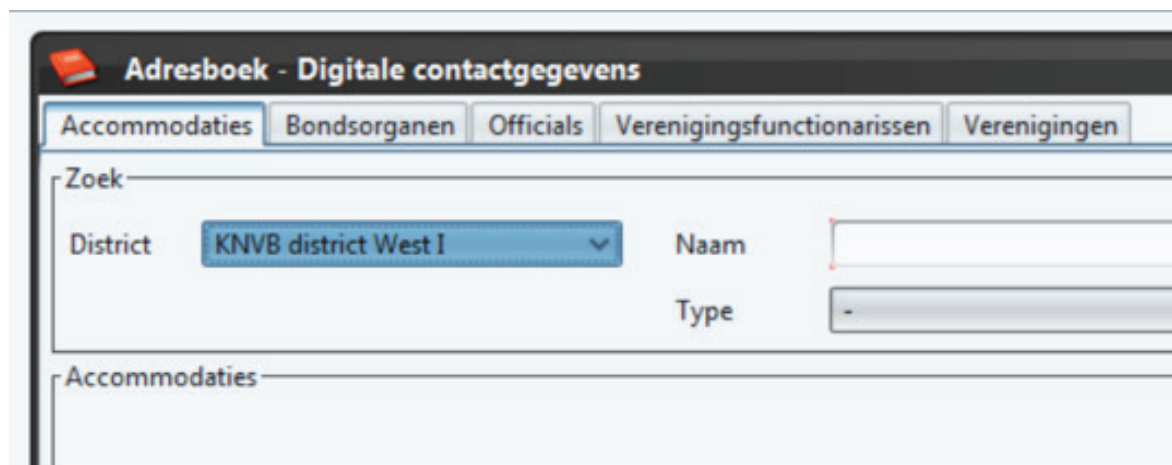 Adresboek - Digitale contactgegevens
Accommodaties Bondsorganen Officials Verenigingsfunctionarissen Verenigingen
Zoek
District KNVB district West I Naam
Type -
Accommodaties